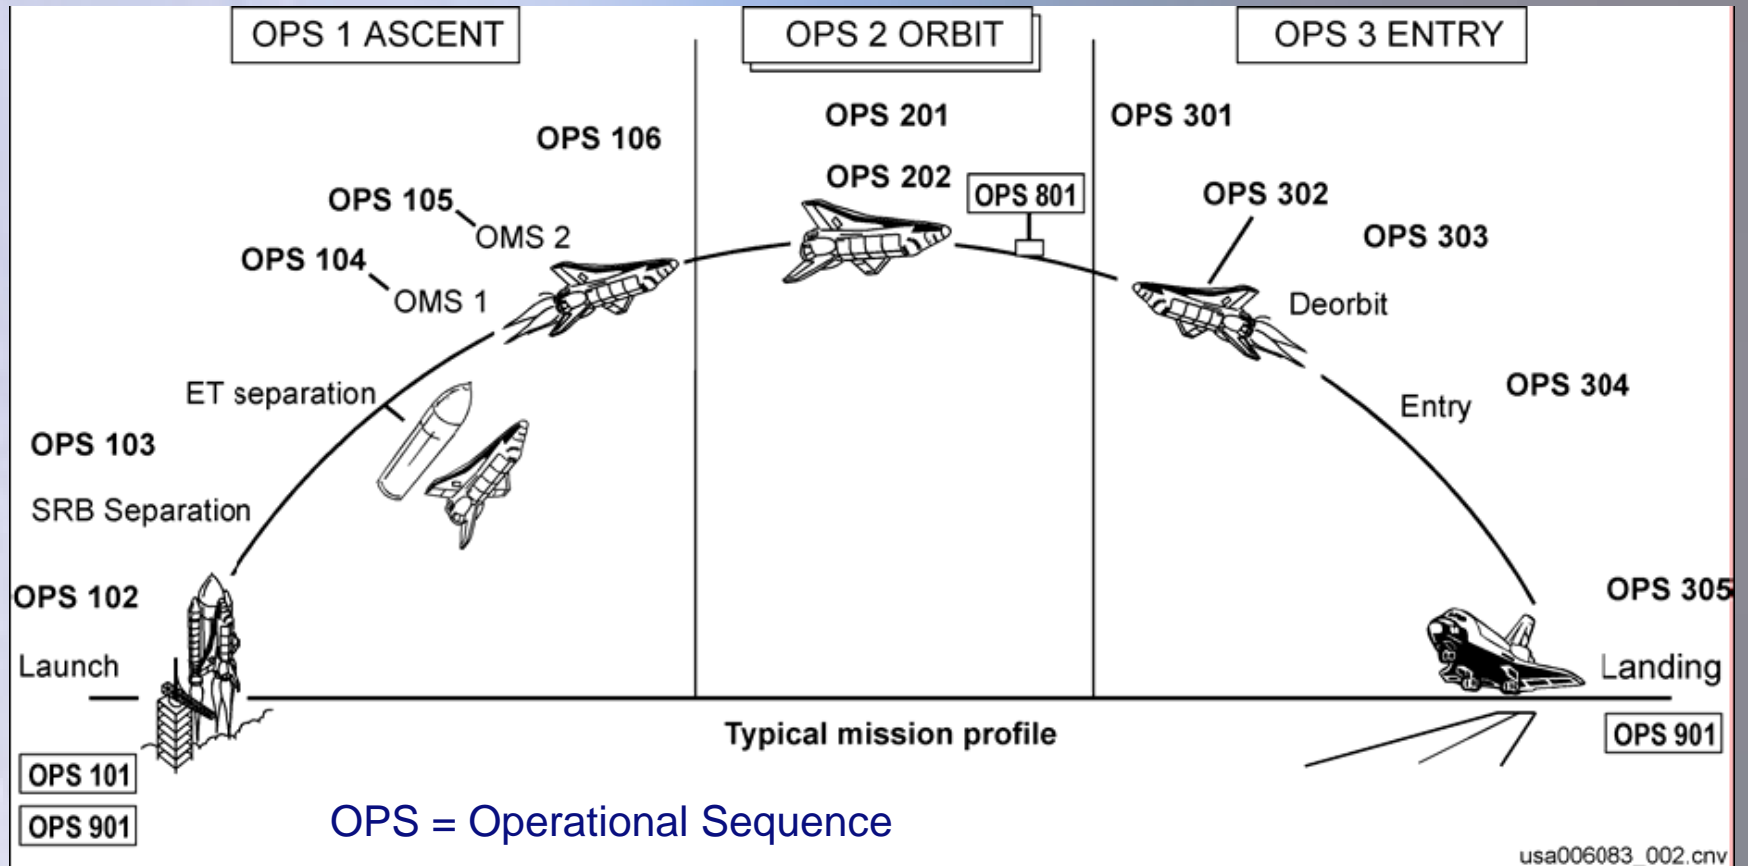 OPS 1 ASCENT
OPS 2 ORBIT
OPS 3 ENTRY
OPS 106
OPS 105
OMS 2
OPS 104
OMS 1
ET separation
OPS 103
SRB Separation
OPS 102
Launch
OPS 101
OPS 901
OPS 201
OPS 202
OPS 801
OPS 301
OPS 302
OPS 303
Deorbit
OPS 304
Entry
OPS 305
Landing
OPS 901
Typical mission profile
OPS = Operational Sequence
usa006083_002.cnv